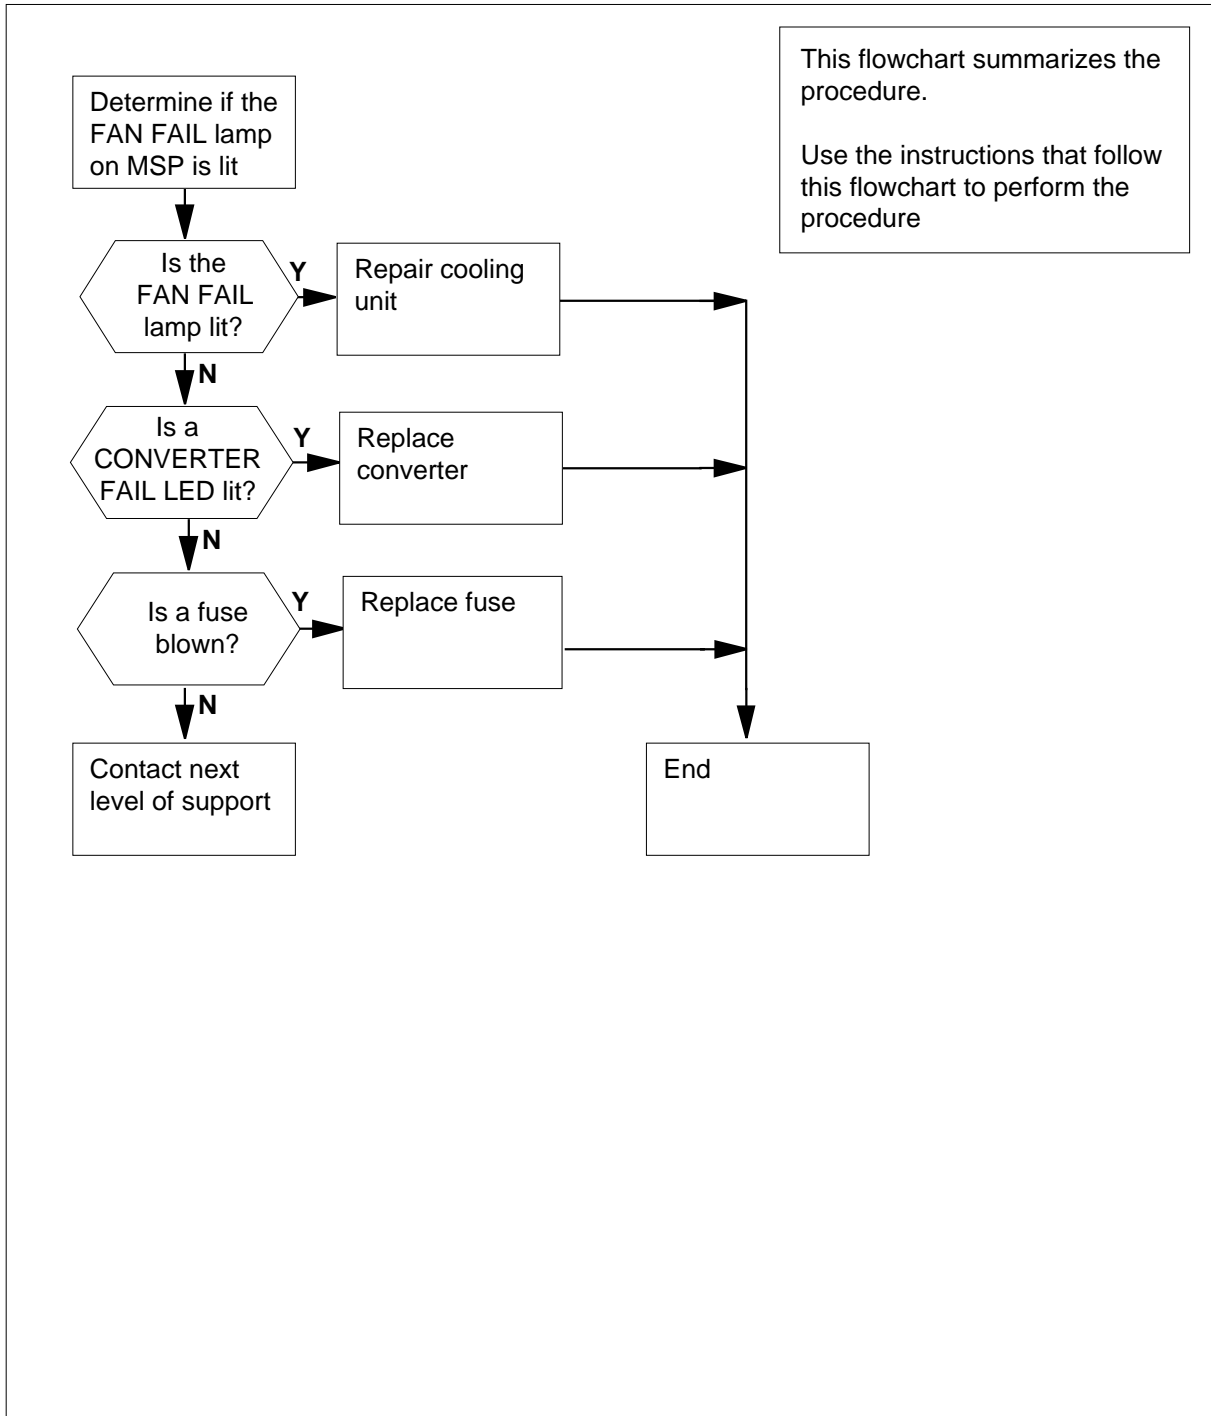 This flowchart summarizes the
procedure.
Use the instructions that follow
this flowchart to perform the
procedure
Determine if the
FAN FAIL lamp
on MSP is lit
Is the
FAN FAIL
lamp lit?
Y
Repair cooling
unit
N
Is a
CONVERTER
FAIL LED lit?
Y
Replace
converter
N
Is a fuse
blown?
Y
Replace fuse
N
Contact next
level of support
End